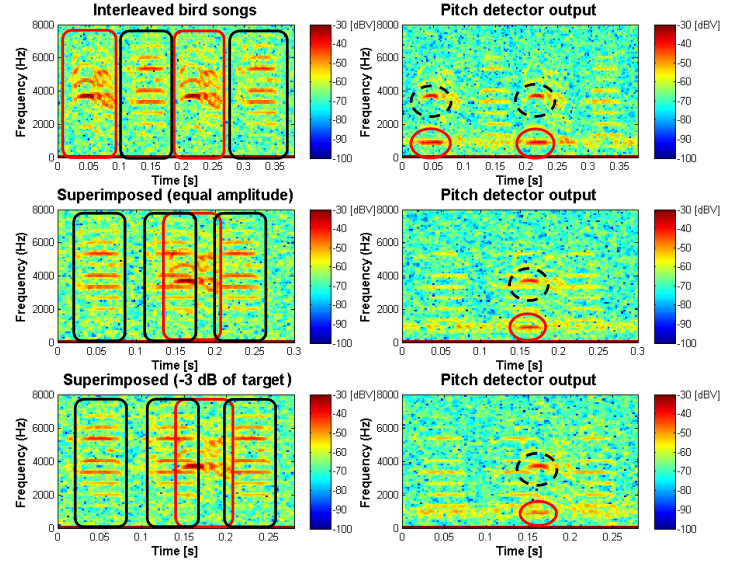 Interleaved bird songs
Pitch detector output
8000
6000
4000
2000
0
Frequency (Hz)
0 0.05 0.1 0.15 0.2 0.25 0.3 0.35
Time [s]
-30 [dBV]
-40
-50
-60
-70
-80
-90
-100
8000
6000
4000
2000
0
Frequency (Hz)
0 0.05 0.1 0.15 0.2 0.25 0.3 0.35
Time [s]
-30 [dBV]
-40
-50
-60
-70
-80
-90
-100
Superimposed (equal amplitude)
Pitch detector output
8000
6000
4000
2000
0
Frequency (Hz)
0 0.05 0.1 0.15 0.2 0.25 0.3
Time [s]
-30 [dBV]
-40
-50
-60
-70
-80
-90
-100
8000
6000
4000
2000
0
Frequency (Hz)
0 0.05 0.1 0.15 0.2 0.25 0.3
Time [s]
-30 [dBV]
-40
-50
-60
-70
-80
-90
-100
Superimposed (-3 dB of target)
Pitch detector output
8000
6000
4000
2000
0
Frequency (Hz)
0 0.05 0.1 0.15 0.2 0.25
Time [s]
-30 [dBV]
-40
-50
-60
-70
-80
-90
-100
8000
6000
4000
2000
0
Frequency (Hz)
0 0.05 0.1 0.15 0.2 0.25
Time [s]
-30 [dBV]
-40
-50
-60
-70
-80
-90
-100